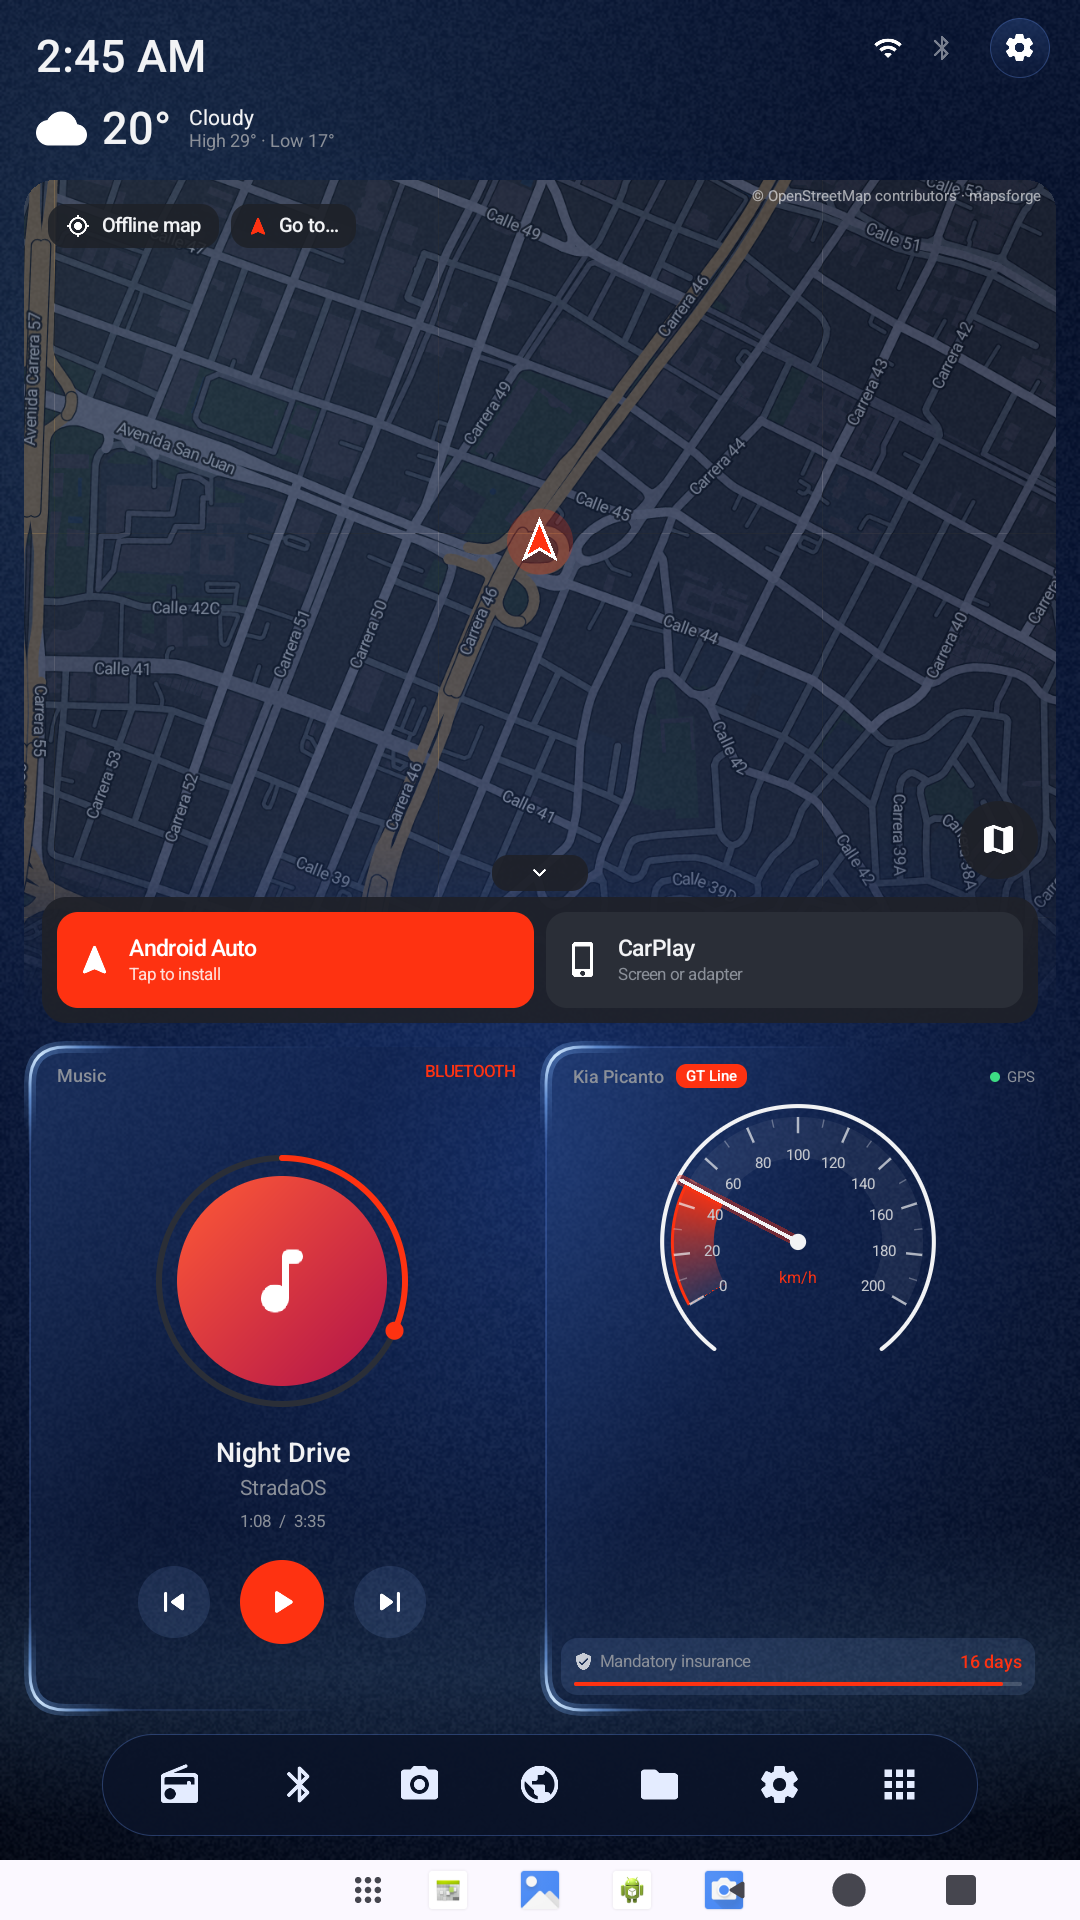 2:45 AM
20°
Cloudy
High 29° · Low 17°
© OpenStreetMap contributors · mapsforge
Offline map
Go to...
Calle 49
Calle 51
Carrera 46
Avenida Carrera 57
Carrera 42
Carrera 43
Carrera 49
Avenida San Juan
Carrera 44
Calle 45
Calle 42C
Carrera 51
Carrera 50
Carrera 46
Calle 44
Carrera 40
Calle 41
Carrera 55
Carrera 53
Carrera 52
Carrera 46
Calle 42
Calle 41
Carrera 39A
Calle 42
Calle 39
Calle 39D
Android Auto
Tap to install
CarPlay
Screen or adapter
Music
BLUETOOTH
Night Drive
StradaOS
1:08 / 3:35
Kia Picanto
GT Line
GPS
0
20
40
60
80
100
120
140
160
180
200
km/h
Mandatory insurance
16 days